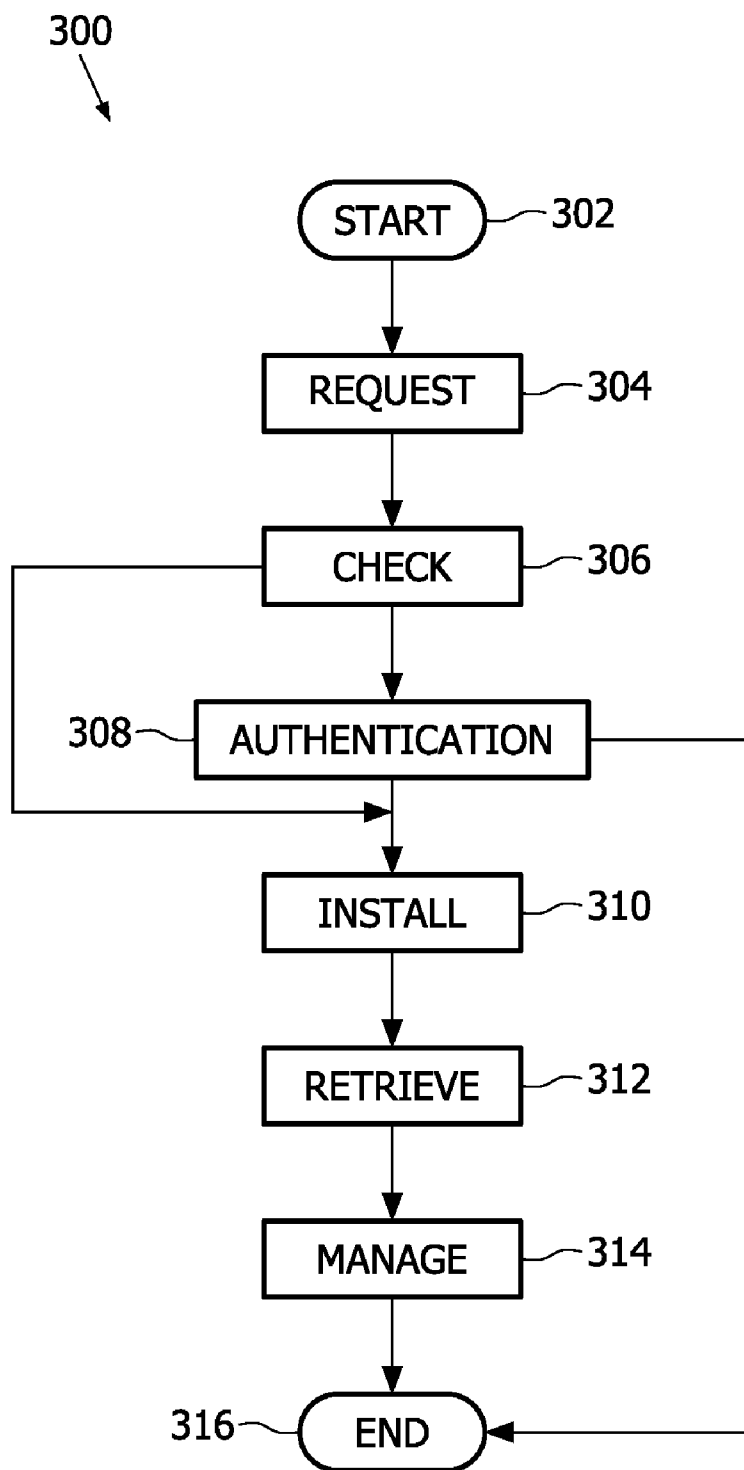 300
START 302
REQUEST 304
CHECK 306
308 AUTHENTICATION
INSTALL 310
RETRIEVE 312
MANAGE 314
316 END